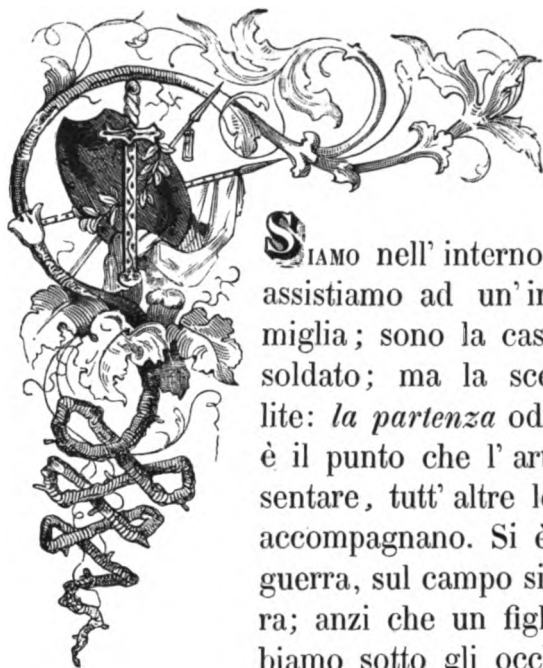 SIAMO nell' interno
assistiamo ad un'in
miglia; sono la cas
soldato; ma la sce
lite: la partenza od
è il punto che l' ar
sentare, tutt' altre l
accompagnano. Si è
guerra, sul campo si
ra; anzi che un figl
biamo sotto gli occ